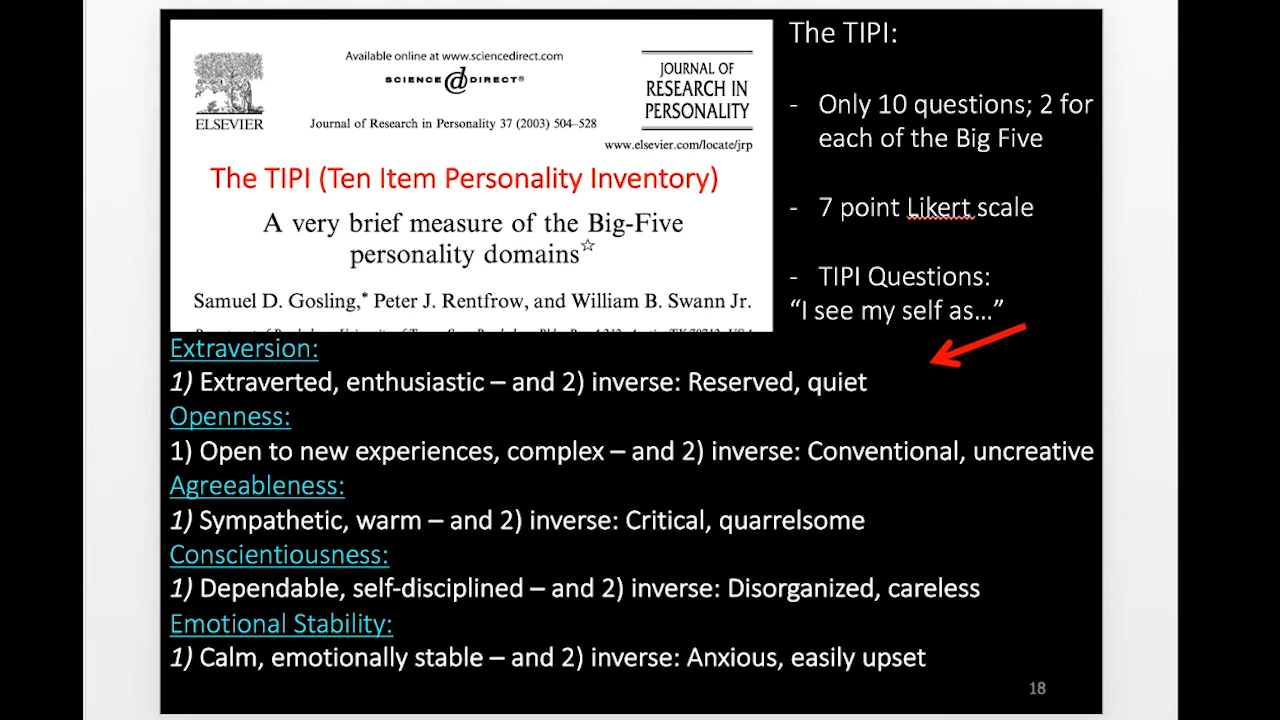 Available online at www.sciencedirect.com
SCIENCE @ DIRECT®
ELSEVIER
Journal of Research in Personality 37 (2003) 504–528
JOURNAL OF
RESEARCH IN
PERSONALITY
www.elsevier.com/locate/jrp
The TIPI (Ten Item Personality Inventory)
A very brief measure of the Big-Five
personality domains☆
Samuel D. Gosling,* Peter J. Rentfrow, and William B. Swann Jr.
The TIPI:
- Only 10 questions; 2 for
each of the Big Five
- 7 point Likert scale
- TIPI Questions:
“I see my self as…”
Extraversion:
1) Extraverted, enthusiastic – and 2) inverse: Reserved, quiet
Openness:
1) Open to new experiences, complex – and 2) inverse: Conventional, uncreative
Agreeableness:
1) Sympathetic, warm – and 2) inverse: Critical, quarrelsome
Conscientiousness:
1) Dependable, self-disciplined – and 2) inverse: Disorganized, careless
Emotional Stability:
1) Calm, emotionally stable – and 2) inverse: Anxious, easily upset
18